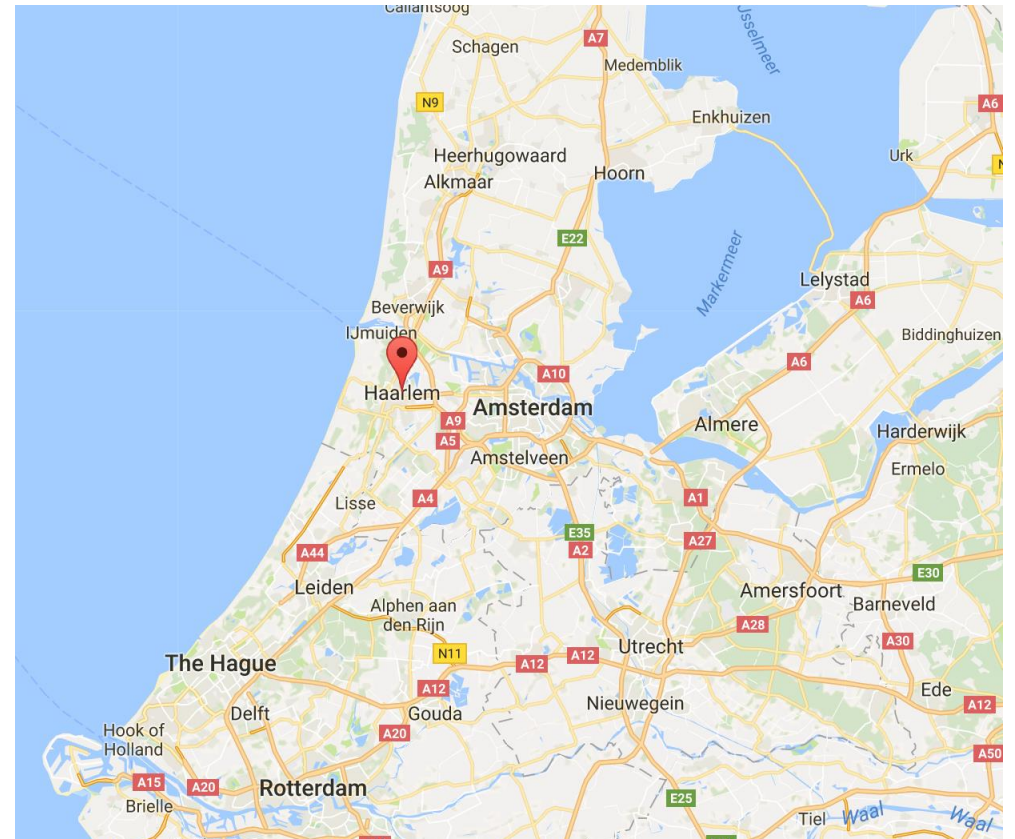 Callantsoog
IJsselmeer
A7
Schagen
Medemblik
N9
A6
Enkhuizen
Heerhugowaard
Urk
N
Alkmaar
Hoorn
E22
Markermeer
A9
Lelystad
A6
Beverwijk
IJmuiden
Biddinghuizen
A6
A10
Haarlem
Amsterdam
A9
Almere
Harderwijk
A5
Amstelveen
Ermelo
A4
A1
Lisse
E35
A27
A44
A2
E30
Leiden
Amersfoort
Alphen aan
den Rijn
Barneveld
A28
A30
Utrecht
N11
A12
A12
The Hague
A12
Ede
Nieuwegein
A12
Delft
Gouda
Hook of
Holland
A20
A50
A15
A20
Rotterdam
E25
Brielle
Tiel
Waal
Waal